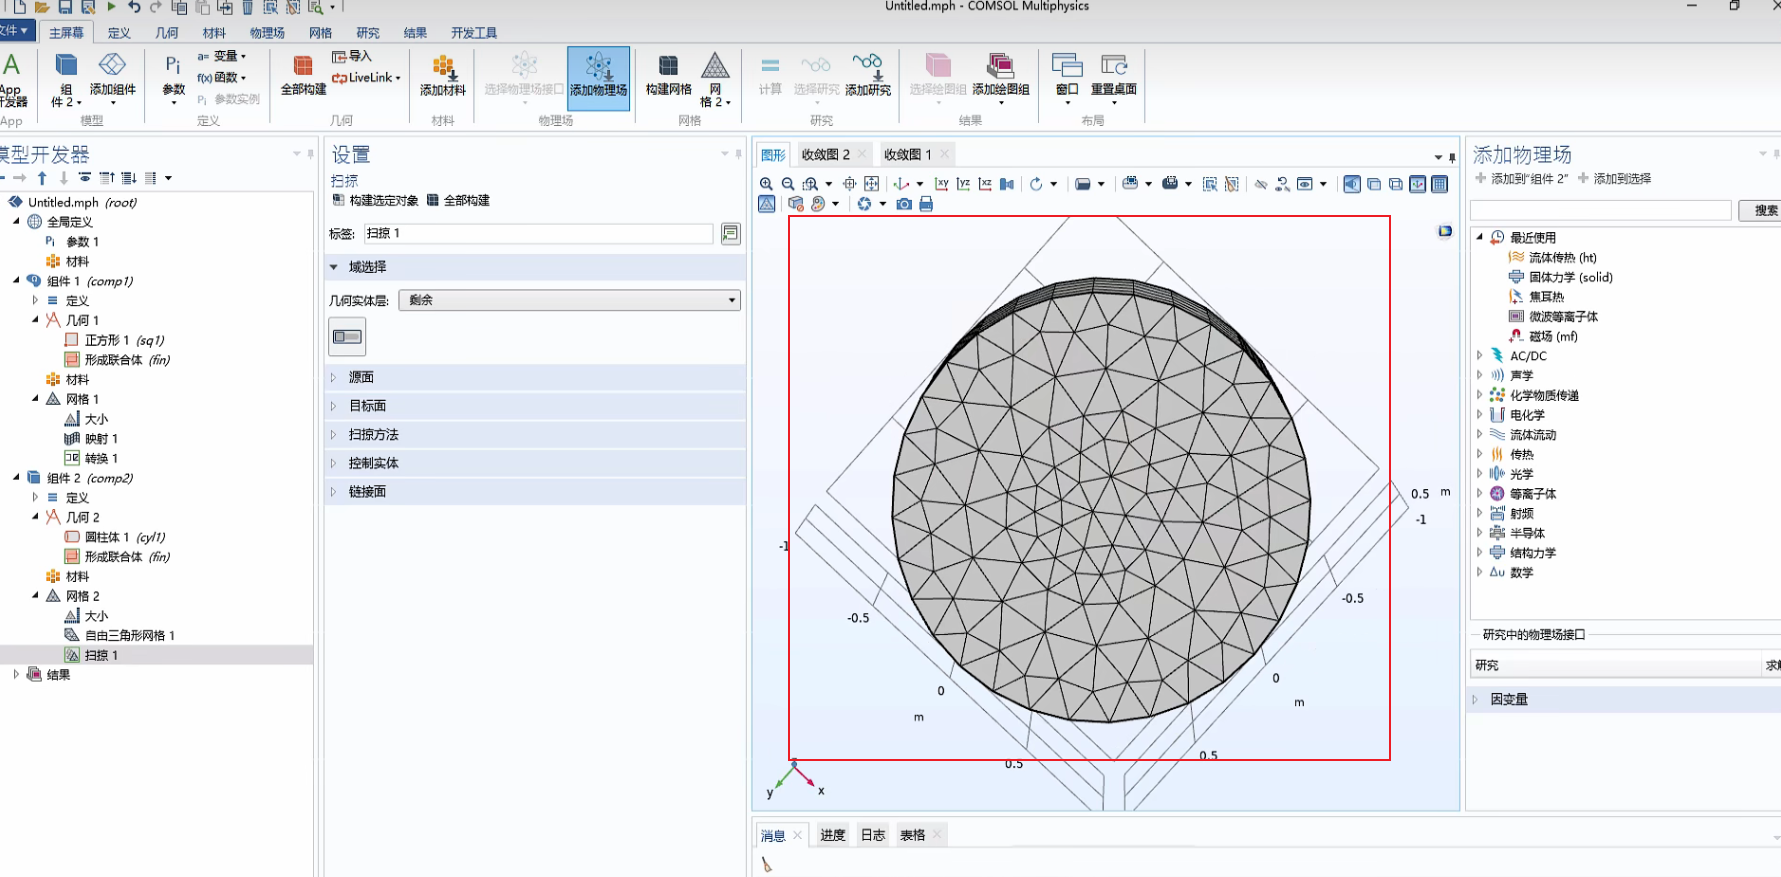 Untitled.mph - COMSOL Multiphysics
文件 主屏幕 定义 几何 材料 物理场 网格 研究 结果 开发工具
A
App
开发器
App
组
件 2
添加组件
模型
Pi
参数
a= 变量
f(x) 函数
Pi 参数实例
定义
全部构建
导入
LiveLink
几何
添加材料
材料
选择物理场接口
添加物理场
物理场
构建网格
网
格 2
网格
计算
选择研究
添加研究
研究
选择绘图组
添加绘图组
结果
窗口
重置桌面
布局
模型开发器
Untitled.mph (root)
全局定义
Pi 参数 1
材料
组件 1 (comp1)
定义
几何 1
正方形 1 (sq1)
形成联合体 (fin)
材料
网格 1
大小
映射 1
转换 1
组件 2 (comp2)
定义
几何 2
圆柱体 1 (cyl1)
形成联合体 (fin)
材料
网格 2
大小
自由三角形网格 1
扫掠 1
结果
设置
扫掠
构建选定对象 全部构建
标签: 扫掠 1
域选择
几何实体层: 剩余
源面
目标面
扫掠方法
控制实体
链接面
图形 收敛图 2 收敛图 1
xy yz xz
0.5 m
-1
-1
-0.5
-0.5
0
0
m
m
0.5
0.5
y x
消息 进度 日志 表格
添加物理场
添加到“组件 2” 添加到选择
搜索
最近使用
流体传热 (ht)
固体力学 (solid)
焦耳热
微波等离子体
磁场 (mf)
AC/DC
声学
化学物质传递
电化学
流体流动
传热
光学
等离子体
射频
半导体
结构力学
Δu 数学
研究中的物理场接口
研究 求解
因变量